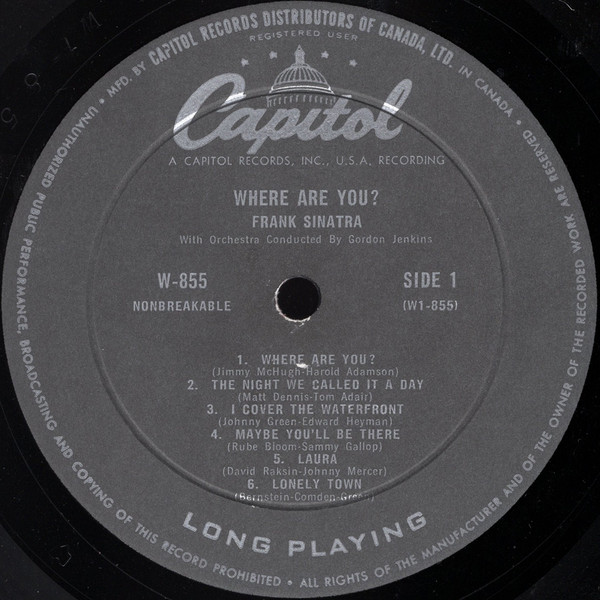 MFD. BY CAPITOL RECORDS DISTRIBUTORS OF CANADA, LTD. IN CANADA •
REGISTERED USER
Capitol
A CAPITOL RECORDS, INC., U.S.A. RECORDING
WHERE ARE YOU?
FRANK SINATRA
With Orchestra Conducted By Gordon Jenkins
W-855
SIDE 1
NONBREAKABLE
(W1-855)
1. WHERE ARE YOU?
(Jimmy McHugh-Harold Adamson)
2. THE NIGHT WE CALLED IT A DAY
(Matt Dennis-Tom Adair)
3. I COVER THE WATERFRONT
(Johnny Green-Edward Heyman)
4. MAYBE YOU'LL BE THERE
(Rube Bloom-Sammy Gallop)
5. LAURA
(David Raksin-Johnny Mercer)
6. LONELY TOWN
(Bernstein-Comden-Green)
LONG PLAYING
UNAUTHORIZED PUBLIC PERFORMANCE, BROADCASTING AND COPYING OF THIS RECORD PROHIBITED • ALL RIGHTS OF THE MANUFACTURER AND OF THE OWNER OF THE RECORDED WORK ARE RESERVED •